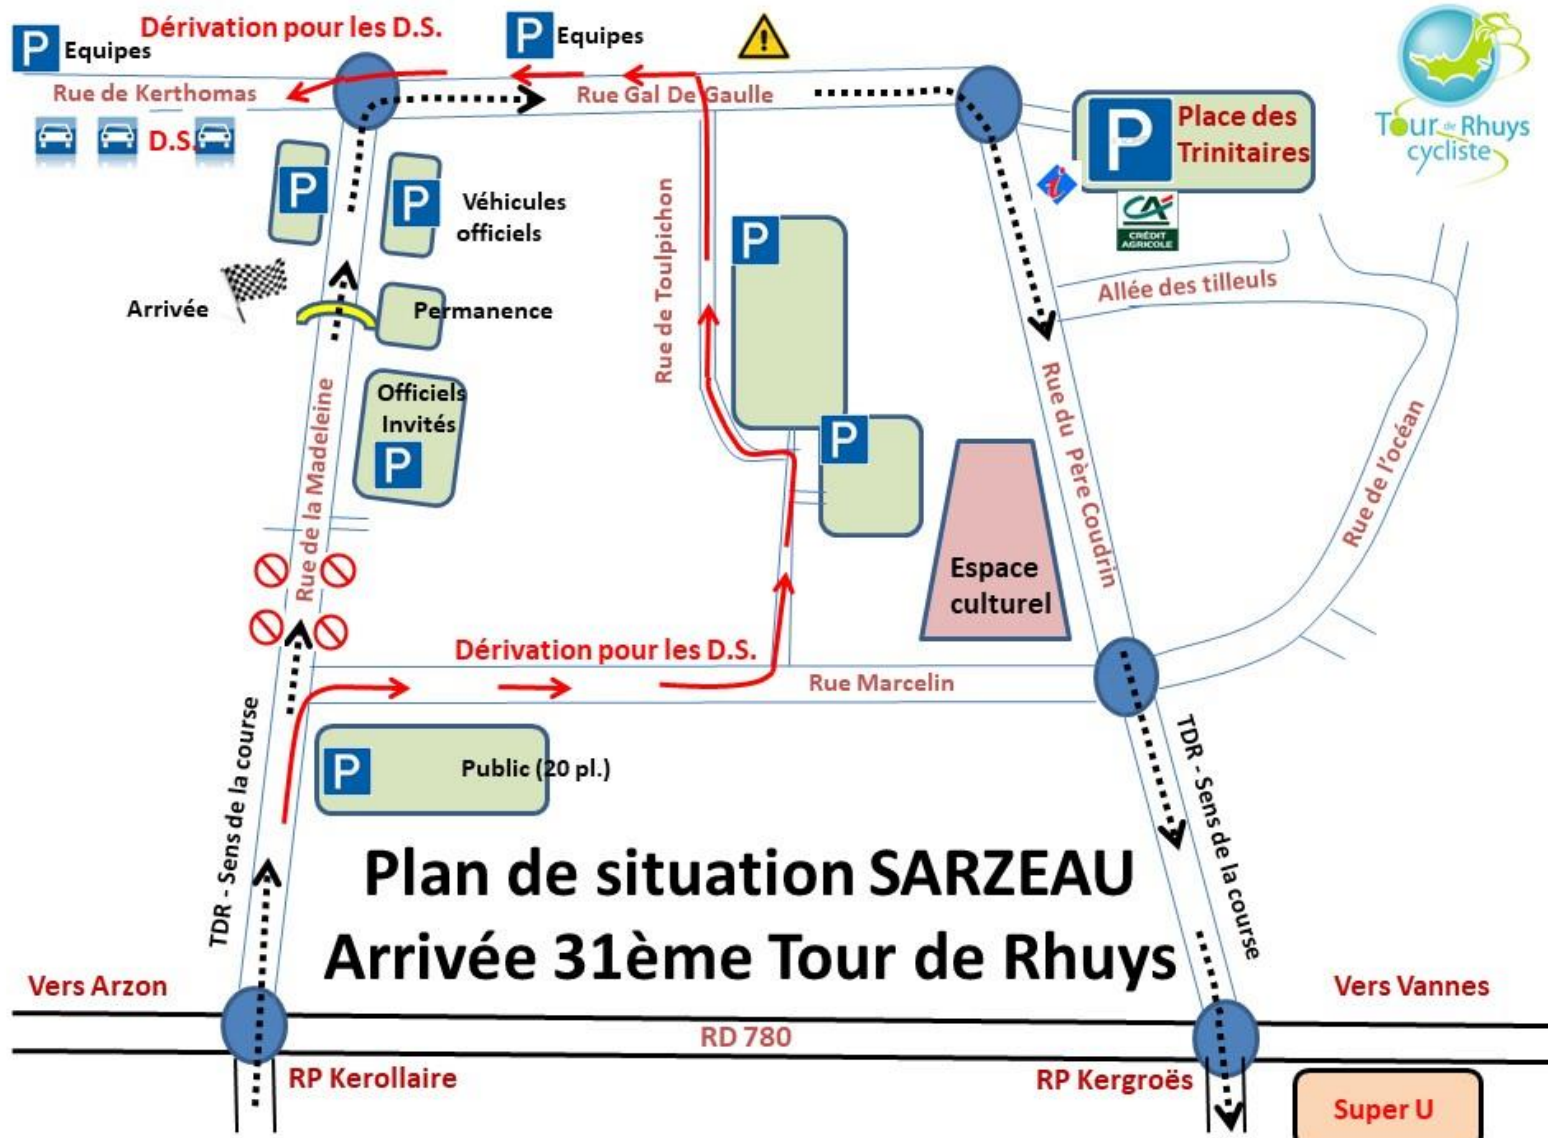 Dérivation pour les D.S.
P Equipes
P Equipes
Rue de Kerthomas
Rue Gal De Gaulle
D.S.
P
Place des
Trinitaires
Tour de Rhuys
cycliste
i
CA
CRÉDIT
AGRICOLE
P
P
Véhicules
officiels
P
Rue de Toulpichon
Allée des tilleuls
Arrivée
Permanence
Officiels
Invités
P
P
Rue de la Madeleine
Rue du Père Coudrin
Rue de l'océan
Espace
culturel
Dérivation pour les D.S.
Rue Marcelin
P
Public (20 pl.)
TDR - Sens de la course
TDR - Sens de la course
Plan de situation SARZEAU
Arrivée 31ème Tour de Rhuys
Vers Arzon
Vers Vannes
RD 780
RP Kerollaire
RP Kergroës
Super U